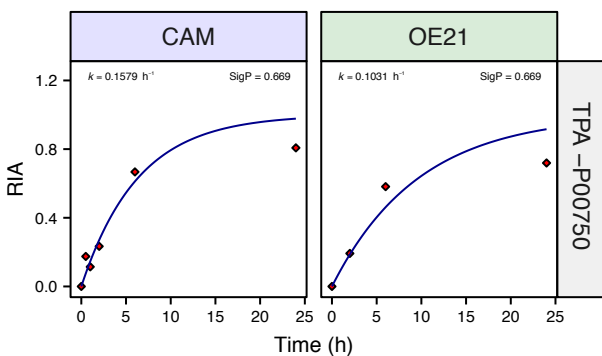 CAM
OE21
k = 0.1579 h⁻¹
SigP = 0.669
k = 0.1031 h⁻¹
SigP = 0.669
1.2
0.8
0.4
0.0
RIA
TPA −P00750
0 5 10 15 20 25
0 5 10 15 20 25
Time (h)